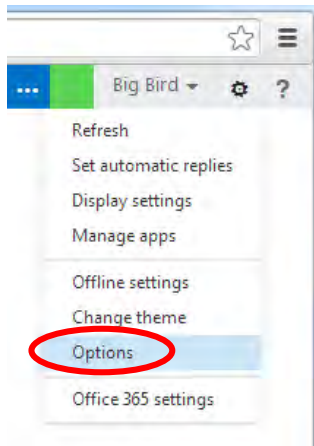 ... Big Bird ?
Refresh
Set automatic replies
Display settings
Manage apps
Offline settings
Change theme
Options
Office 365 settings